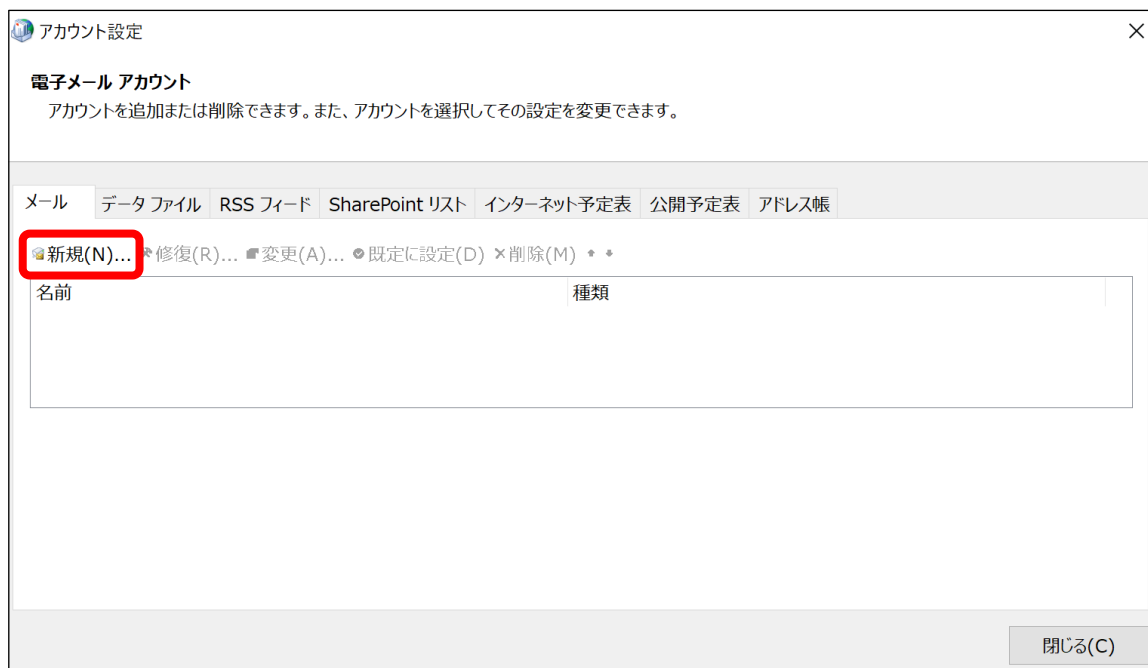 アカウント設定
電子メール アカウント
アカウントを追加または削除できます。また、アカウントを選択してその設定を変更できます。
メール データ ファイル RSS フィード SharePoint リスト インターネット予定表 公開予定表 アドレス帳
新規(N)... 修復(R)... 変更(A)... 既定に設定(D) 削除(M)
名前 種類
閉じる(C)